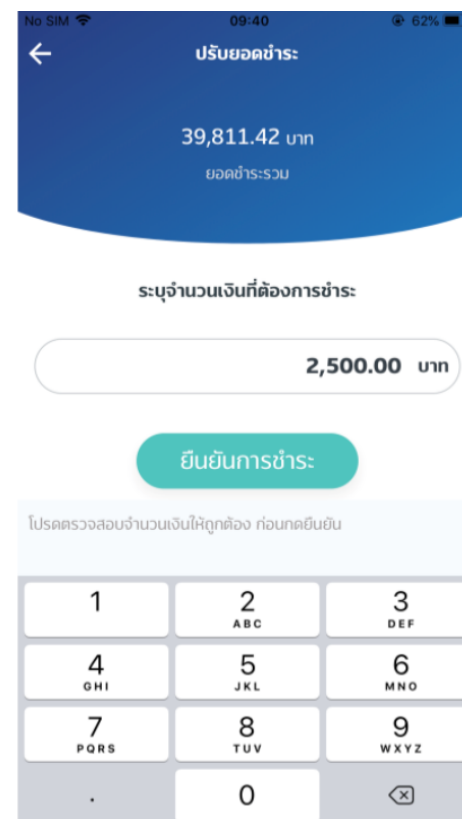 No SIM 09:40 62%
ปรับยอดชำระ
39,811.42 บาท
ยอดชำระรวม
ระบุจำนวนเงินที่ต้องการชำระ
2,500.00 บาท
ยืนยันการชำระ
โปรดตรวจสอบจำนวนเงินให้ถูกต้อง ก่อนกดยืนยัน
1 2 3
ABC DEF
4 5 6
GHI JKL MNO
7 8 9
PQRS TUV WXYZ
. 0